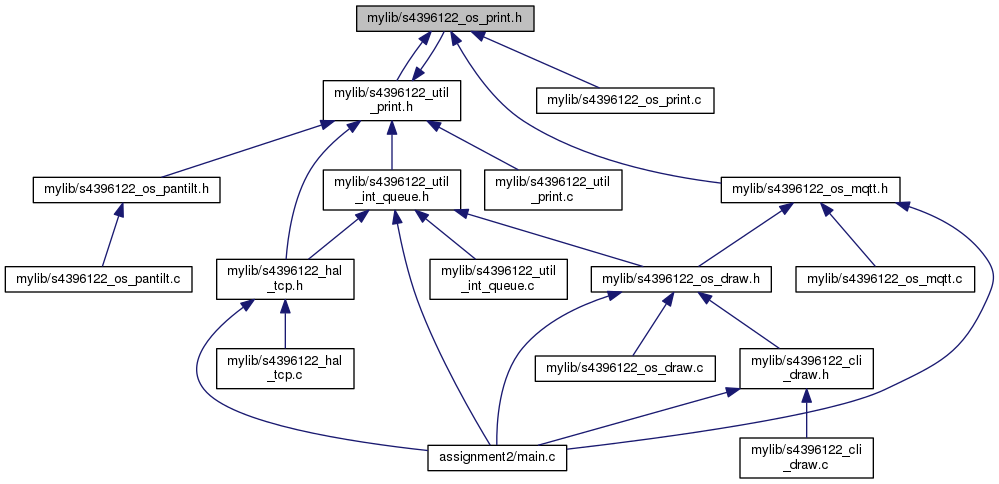 mylib/s4396122_os_print.h
mylib/s4396122_util
_print.h
mylib/s4396122_os_print.c
mylib/s4396122_os_pantilt.h
mylib/s4396122_util
_int_queue.h
mylib/s4396122_util
_print.c
mylib/s4396122_os_mqtt.h
mylib/s4396122_os_pantilt.c
mylib/s4396122_hal
_tcp.h
mylib/s4396122_util
_int_queue.c
mylib/s4396122_os_draw.h
mylib/s4396122_os_mqtt.c
mylib/s4396122_hal
_tcp.c
mylib/s4396122_os_draw.c
mylib/s4396122_cli
_draw.h
assignment2/main.c
mylib/s4396122_cli
_draw.c